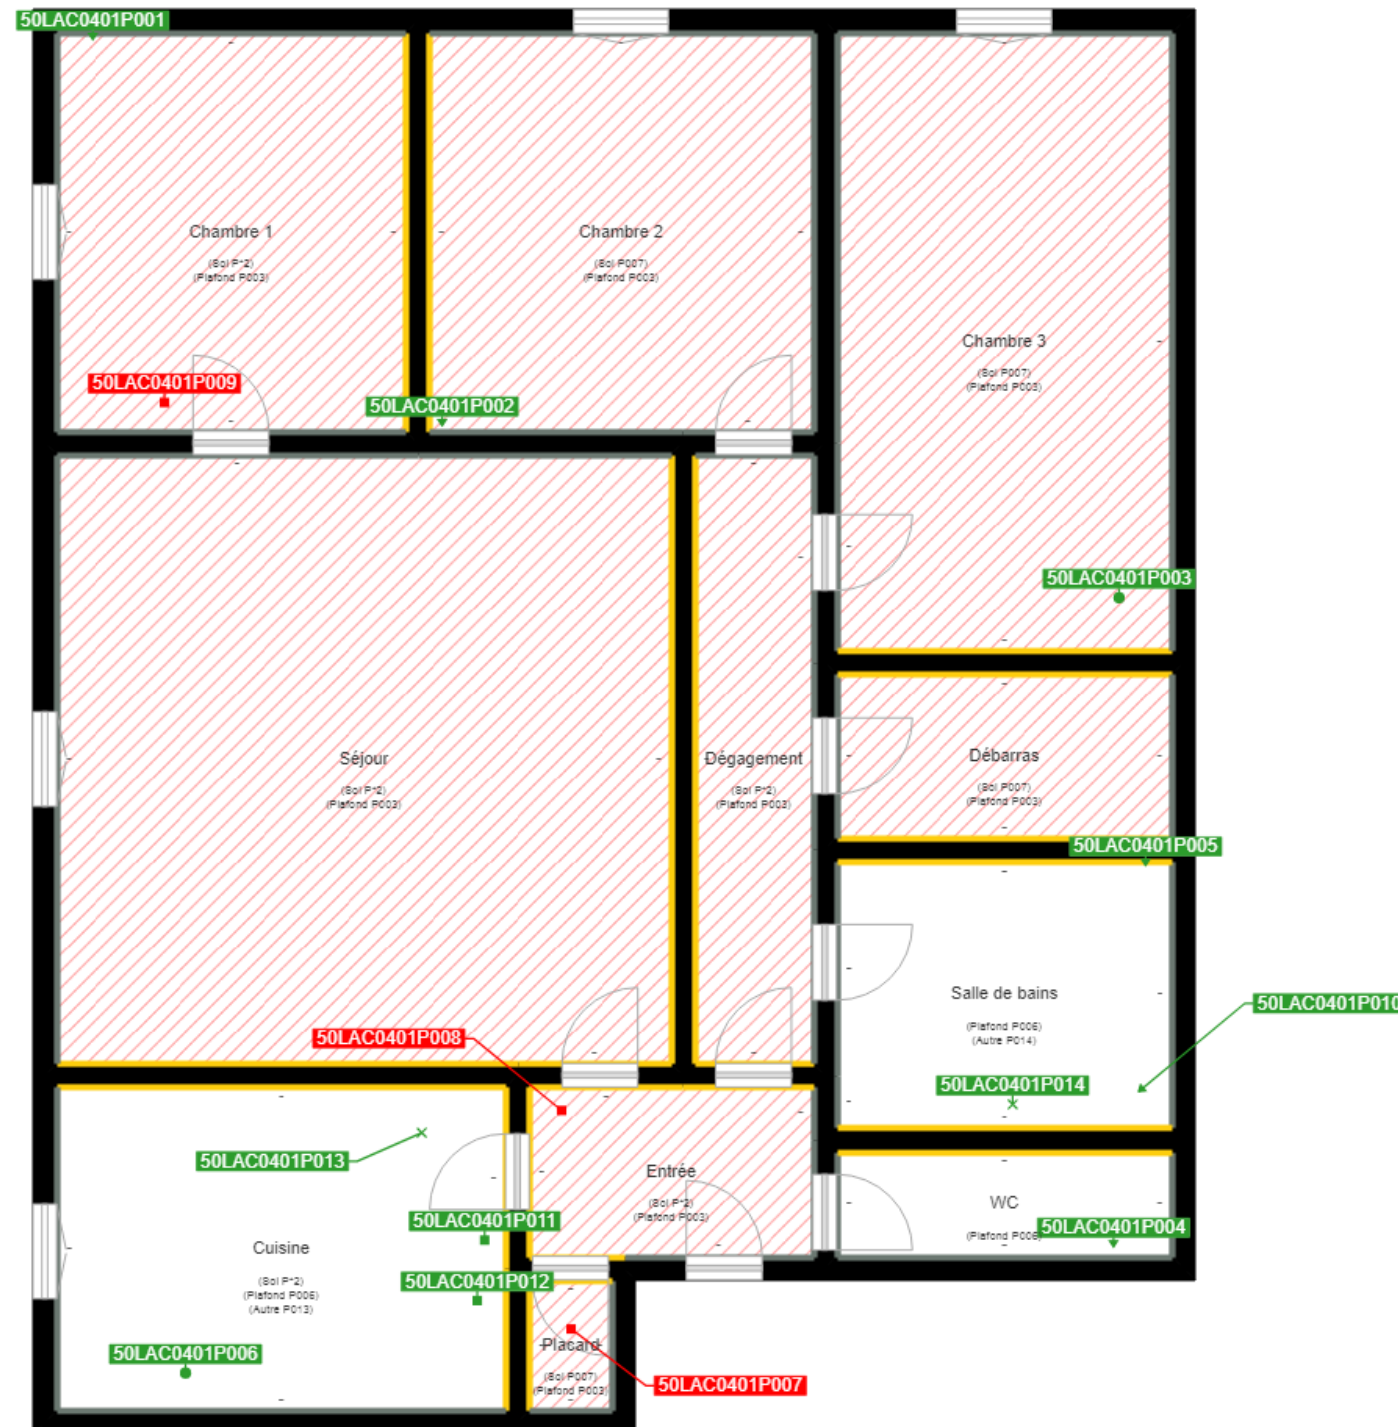 50LAC0401P001
Chambre 1
(Sol P*2)
(Plafond P003)
Chambre 2
(Sol P007)
(Plafond P003)
Chambre 3
(Sol P007)
(Plafond P003)
50LAC0401P009
50LAC0401P002
50LAC0401P003
Séjour
(Sol P*2)
(Plafond P003)
Dégagement
(Sol P*2)
(Plafond P003)
Débarras
(Sol P007)
(Plafond P003)
50LAC0401P005
Salle de bains
(Plafond P006)
(Autre P014)
50LAC0401P010
50LAC0401P008
50LAC0401P014
50LAC0401P013
Entrée
(Sol P*2)
(Plafond P003)
WC
(Plafond P006)
50LAC0401P004
50LAC0401P011
Cuisine
(Sol P*2)
(Plafond P006)
(Autre P013)
50LAC0401P012
50LAC0401P006
Placard
(Sol P007)
(Plafond P003)
50LAC0401P007